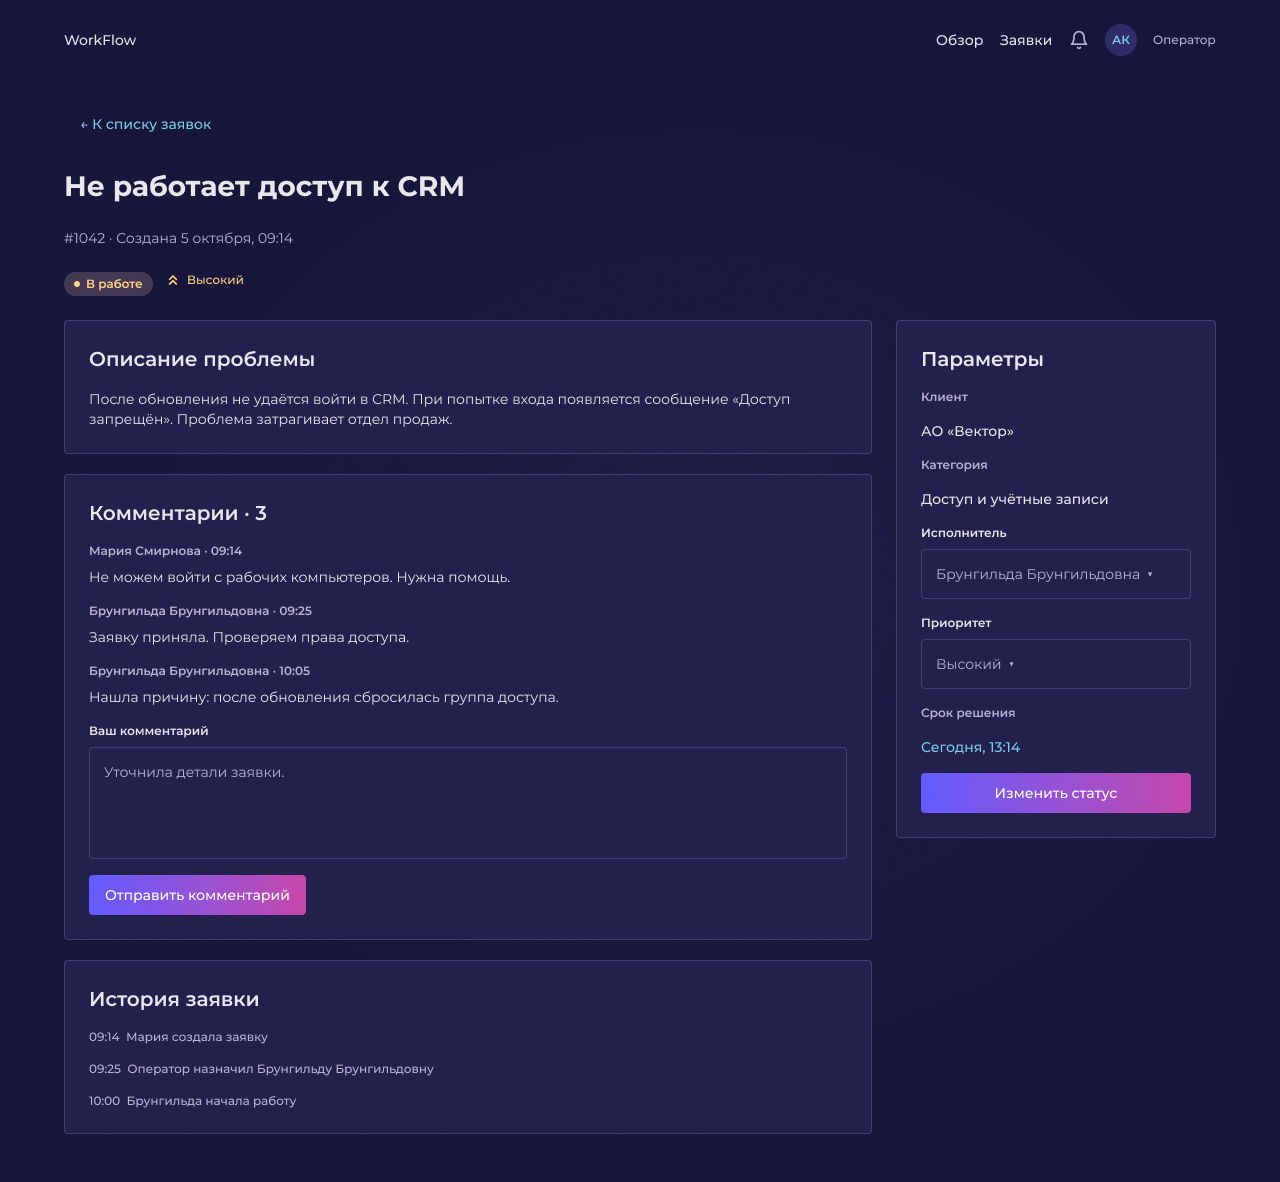 WorkFlow
Обзор
Заявки
АК
Оператор
← К списку заявок
Не работает доступ к CRM
#1042 · Создана 5 октября, 09:14
В работе
Высокий
Описание проблемы
После обновления не удаётся войти в CRM. При попытке входа появляется сообщение «Доступ
запрещён». Проблема затрагивает отдел продаж.
Комментарии · 3
Мария Смирнова · 09:14
Не можем войти с рабочих компьютеров. Нужна помощь.
Брунгильда Брунгильдовна · 09:25
Заявку приняла. Проверяем права доступа.
Брунгильда Брунгильдовна · 10:05
Нашла причину: после обновления сбросилась группа доступа.
Ваш комментарий
Уточнила детали заявки.
Отправить комментарий
История заявки
09:14 Мария создала заявку
09:25 Оператор назначил Брунгильду Брунгильдовну
10:00 Брунгильда начала работу
Параметры
Клиент
АО «Вектор»
Категория
Доступ и учётные записи
Исполнитель
Брунгильда Брунгильдовна ▾
Приоритет
Высокий ▾
Срок решения
Сегодня, 13:14
Изменить статус